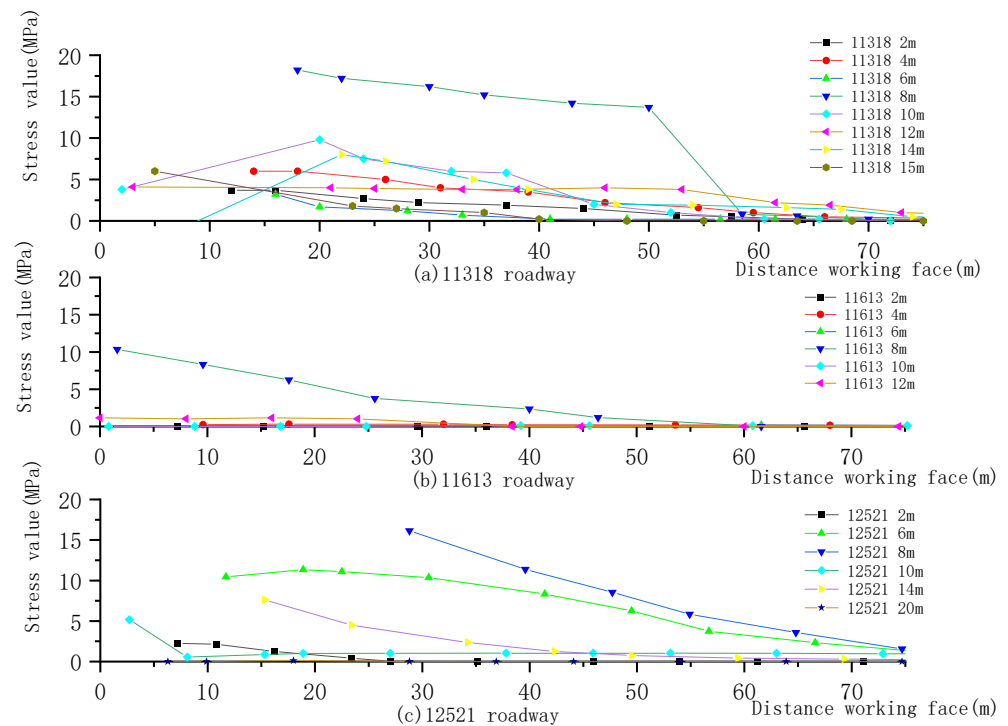 Stress value(MPa)
20
15
10
5
0
0 10 20 30 40 50 60 70
11318 2m
11318 4m
11318 6m
11318 8m
11318 10m
11318 12m
11318 14m
11318 15m
(a)11318 roadway
Distance working face(m)
Stress value(MPa)
20
15
10
5
0
0 10 20 30 40 50 60 70
11613 2m
11613 4m
11613 6m
11613 8m
11613 10m
11613 12m
(b)11613 roadway
Distance working face(m)
Stress value(MPa)
20
15
10
5
0
0 10 20 30 40 50 60 70
12521 2m
12521 6m
12521 8m
12521 10m
12521 14m
12521 20m
(c)12521 roadway
Distance working face(m)